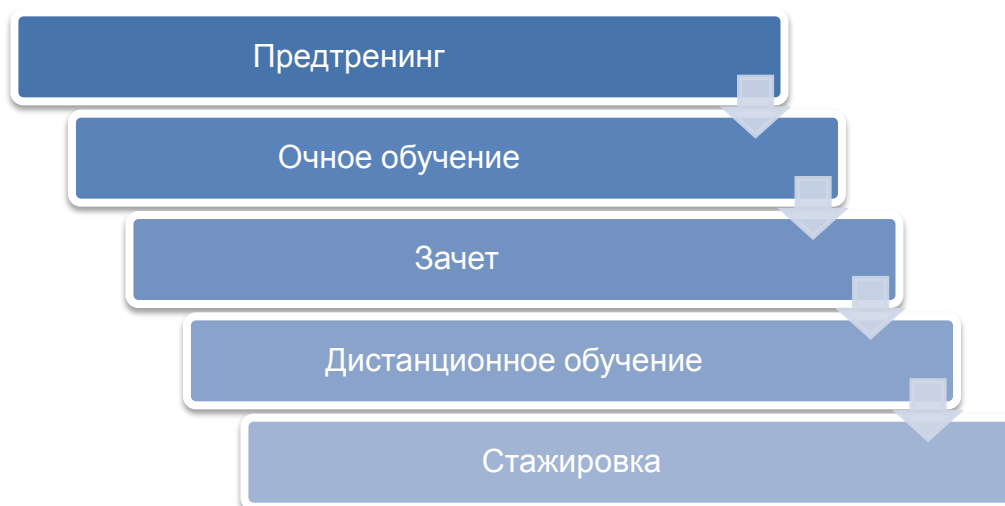 Предтренинг
Очное обучение
Зачет
Дистанционное обучение
Стажировка